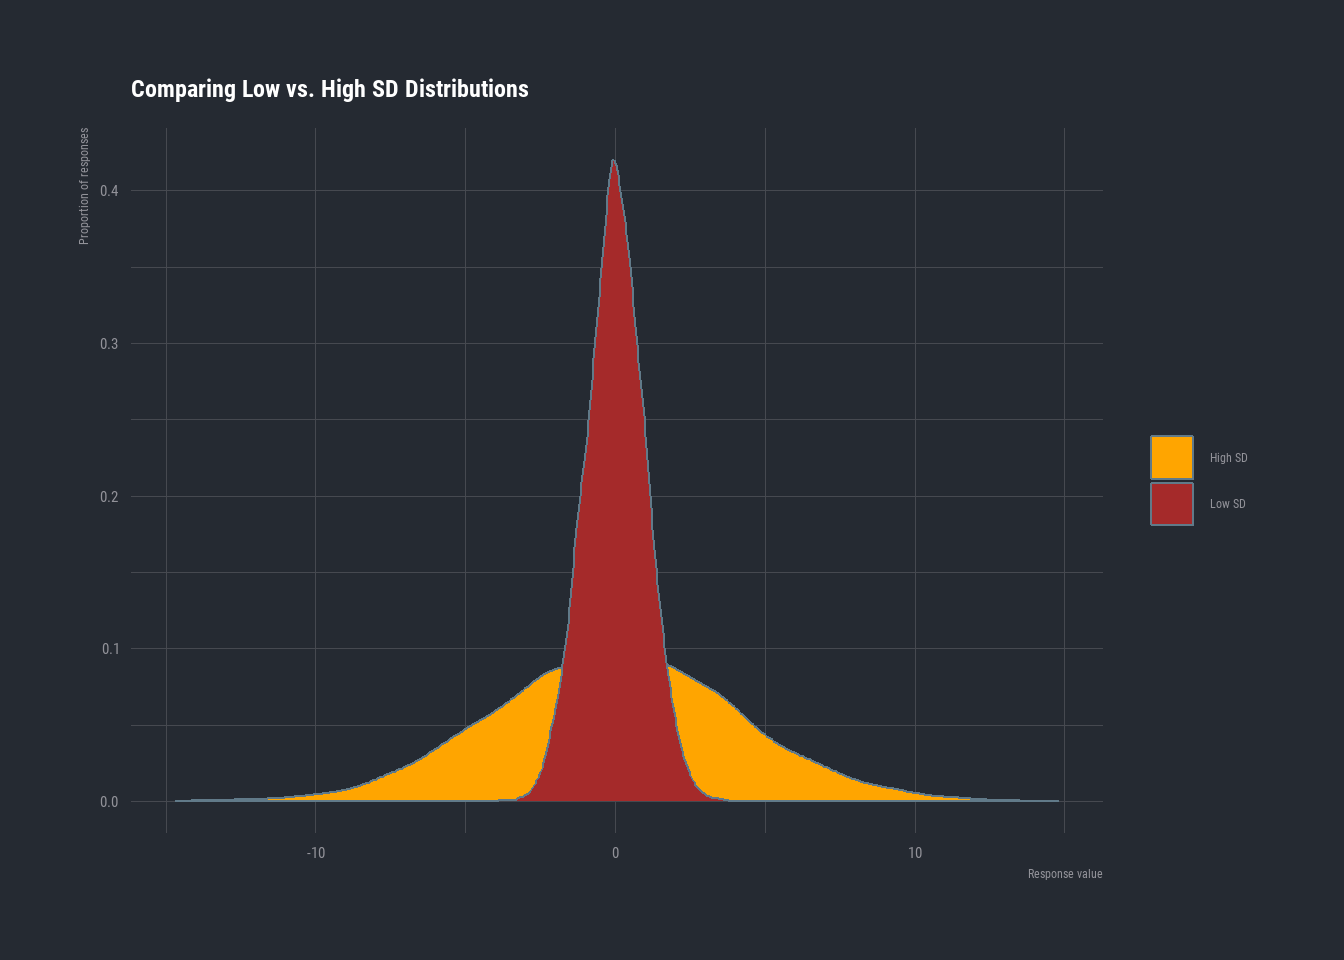 Comparing Low vs. High SD Distributions
Proportion of responses
0.4
0.3
0.2
0.1
0.0
-10
0
10
Response value
High SD
Low SD